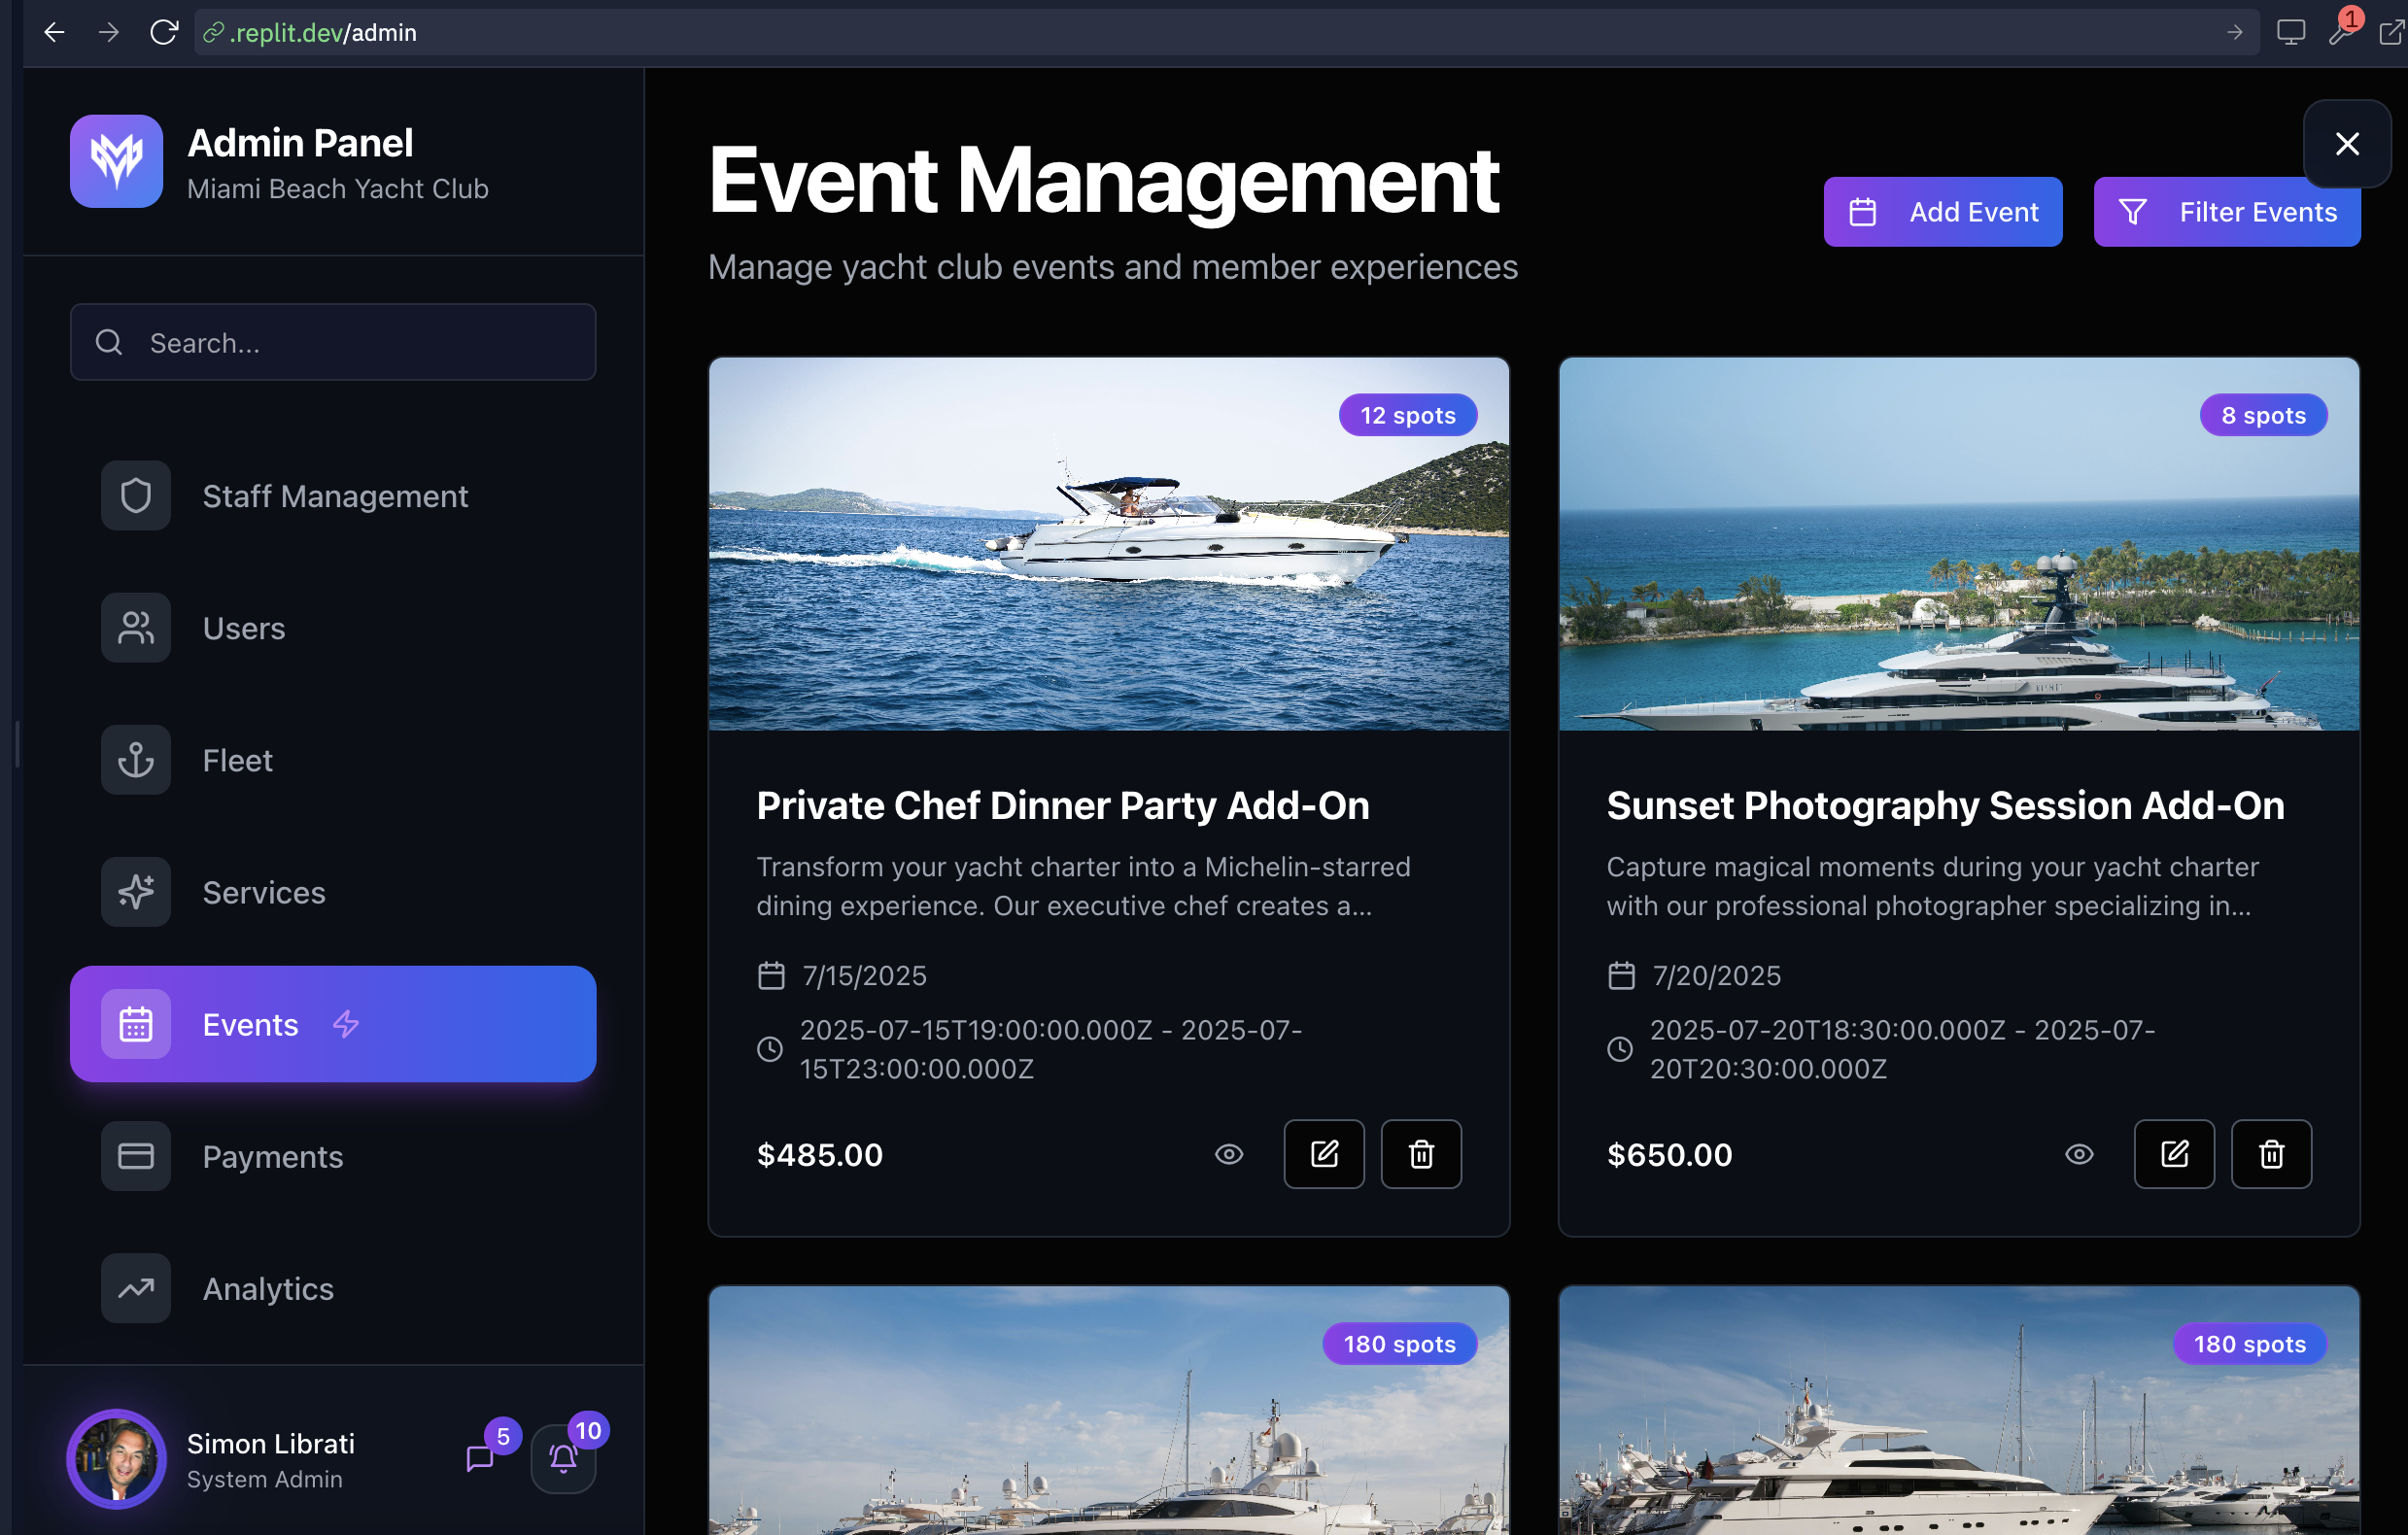 .replit.dev/admin
1
Admin Panel
Miami Beach Yacht Club
Search...
Staff Management
Users
Fleet
Services
Events
Payments
Analytics
Simon Librati
System Admin
5
10
Event Management
Manage yacht club events and member experiences
Add Event
Filter Events
12 spots
Private Chef Dinner Party Add-On
Transform your yacht charter into a Michelin-starred
dining experience. Our executive chef creates a...
7/15/2025
2025-07-15T19:00:00.000Z - 2025-07-
15T23:00:00.000Z
$485.00
8 spots
Sunset Photography Session Add-On
Capture magical moments during your yacht charter
with our professional photographer specializing in...
7/20/2025
2025-07-20T18:30:00.000Z - 2025-07-
20T20:30:00.000Z
$650.00
180 spots
180 spots